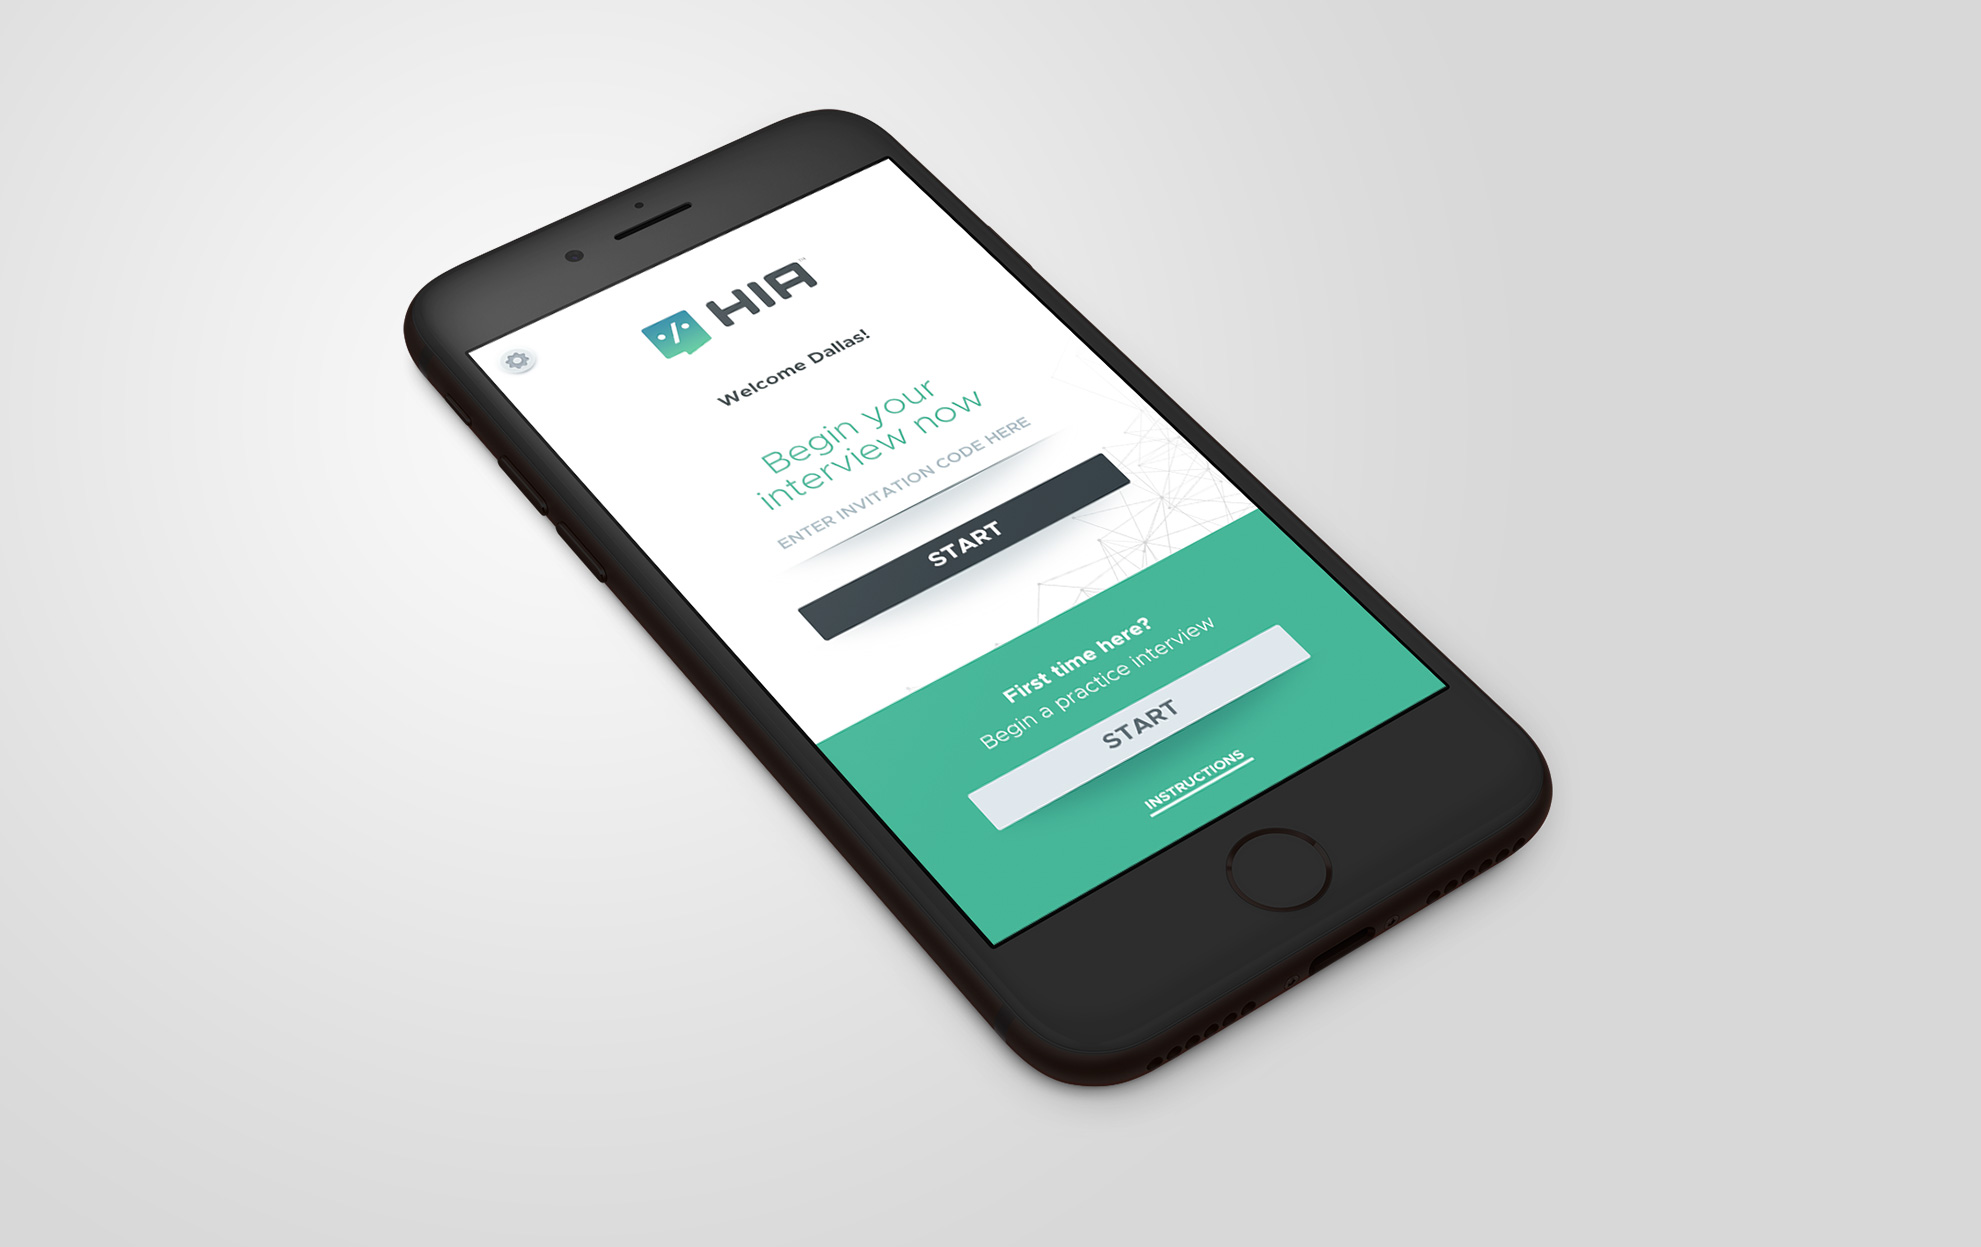 HIA™
Welcome Dallas!
Begin your
interview now
ENTER INVITATION CODE HERE
START
First time here?
Begin a practice interview
START
INSTRUCTIONS